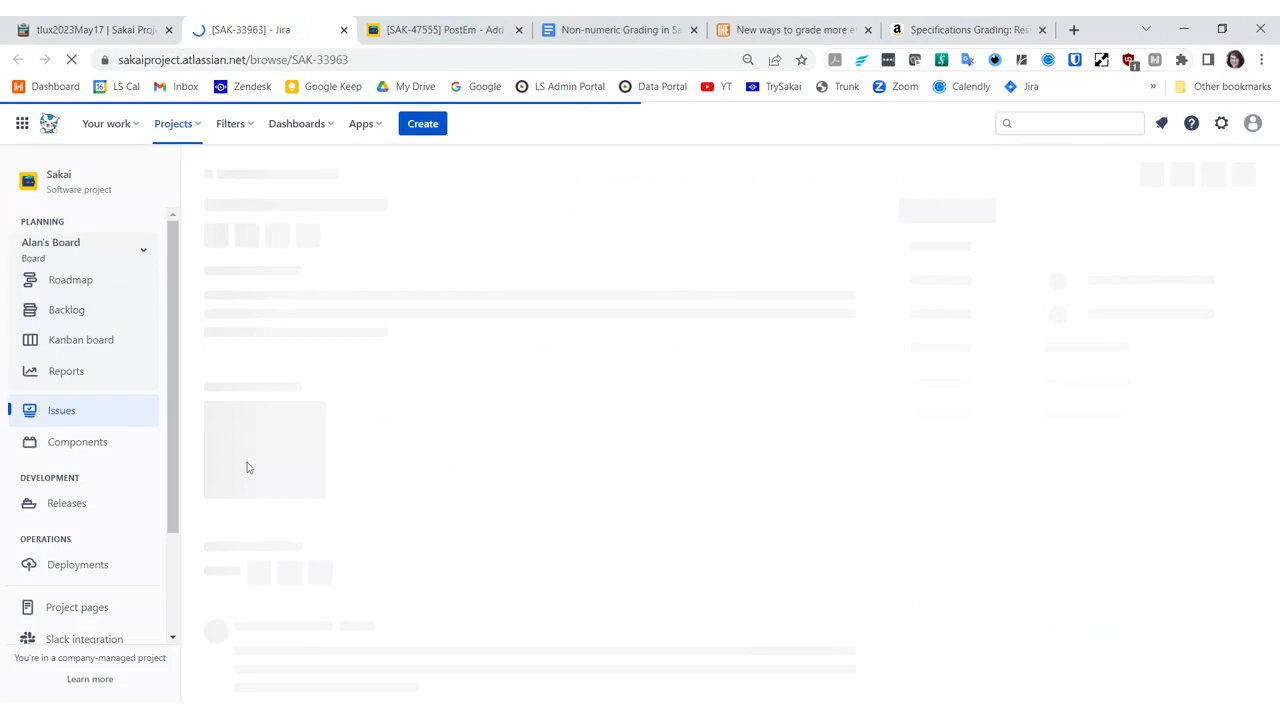 tlux2023May17 | Sakai Proj
[SAK-33963] - Jira
[SAK-47555] PostEm - Add
Non-numeric Grading in Sa
New ways to grade more e
Specifications Grading: Res
sakaiproject.atlassian.net/browse/SAK-33963
Dashboard
LS Cal
Inbox
Zendesk
Google Keep
My Drive
Google
LS Admin Portal
Data Portal
YT
TrySakai
Trunk
Zoom
Calendly
Jira
»
Other bookmarks
Your work
Projects
Filters
Dashboards
Apps
Create
Sakai
Software project
PLANNING
Alan's Board
Board
Roadmap
Backlog
Kanban board
Reports
Issues
Components
DEVELOPMENT
Releases
OPERATIONS
Deployments
Project pages
Slack integration
You're in a company-managed project
Learn more